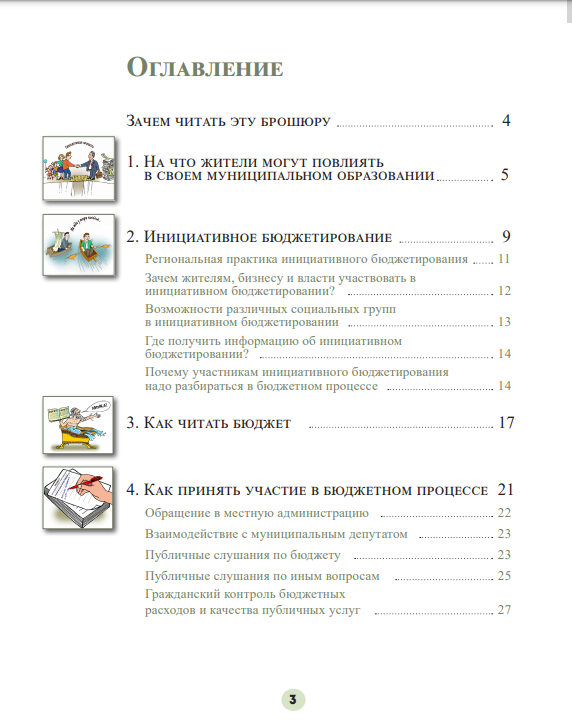 Оглавление
Зачем читать эту брошюру 4
1. На что жители могут повлиять
в своем муниципальном образовании 5
2. Инициативное бюджетирование 9
Региональная практика инициативного бюджетирования 11
Зачем жителям, бизнесу и власти участвовать в
инициативном бюджетировании? 12
Возможности различных социальных групп
в инициативном бюджетировании 13
Где получить информацию об инициативном
бюджетировании? 14
Почему участникам инициативного бюджетирования
надо разбираться в бюджетном процессе 14
3. Как читать бюджет 17
4. Как принять участие в бюджетном процессе 21
Обращение в местную администрацию 22
Взаимодействие с муниципальным депутатом 23
Публичные слушания по бюджету 23
Публичные слушания по иным вопросам 25
Гражданский контроль бюджетных
расходов и качества публичных услуг 27
3